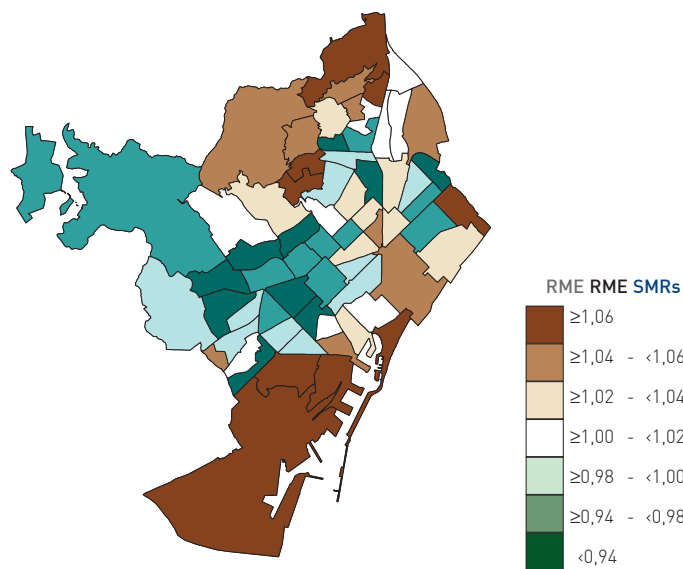 RME RME SMRs
≥1,06
≥1,04 - <1,06
≥1,02 - <1,04
≥1,00 - <1,02
≥0,98 - <1,00
≥0,94 - <0,98
<0,94